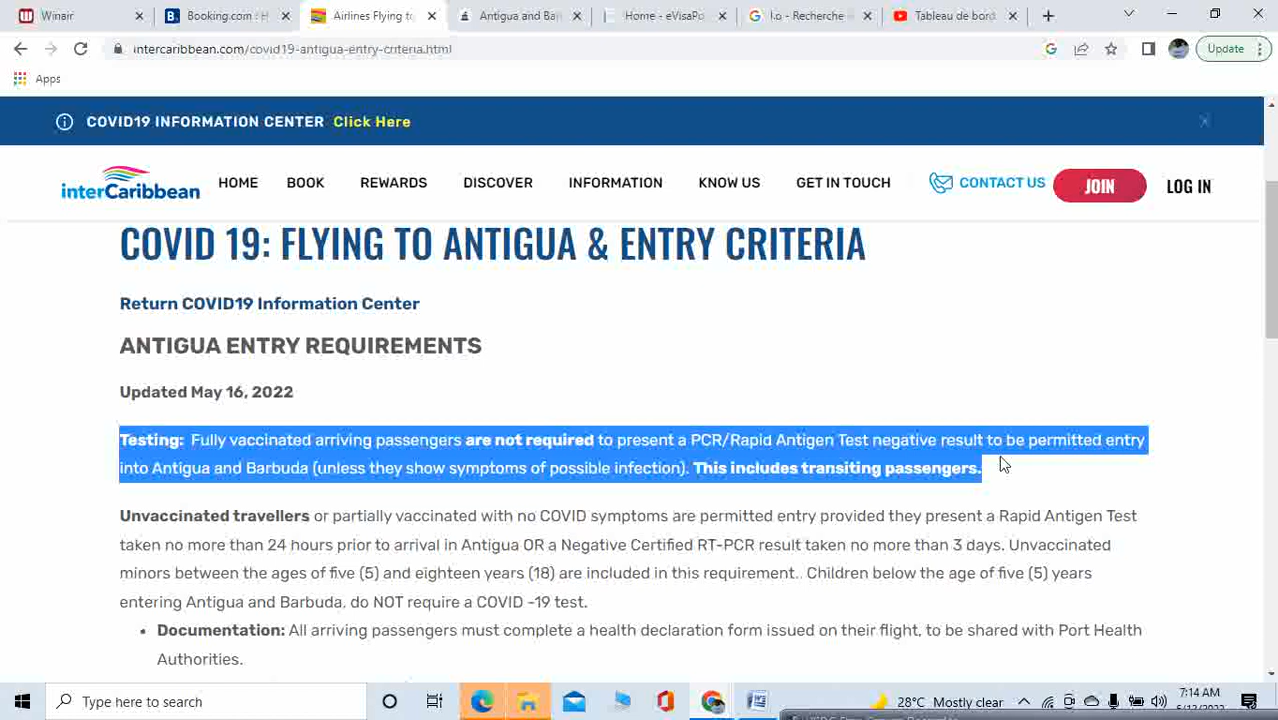 Winair
Booking.com : H
Airlines Flying to
Antigua and Bar
Home - eVisaPo
Recherche
Tableau de bord
intercaribbean.com/covid19-antigua-entry-criteria.html
Update
Apps
COVID19 INFORMATION CENTER Click Here
interCaribbean
HOME BOOK REWARDS DISCOVER INFORMATION KNOW US GET IN TOUCH CONTACT US JOIN LOG IN
COVID 19: FLYING TO ANTIGUA & ENTRY CRITERIA
Return COVID19 Information Center
ANTIGUA ENTRY REQUIREMENTS
Updated May 16, 2022
Testing: Fully vaccinated arriving passengers are not required to present a PCR/Rapid Antigen Test negative result to be permitted entry
into Antigua and Barbuda (unless they show symptoms of possible infection). This includes transiting passengers.
Unvaccinated travellers or partially vaccinated with no COVID symptoms are permitted entry provided they present a Rapid Antigen Test
taken no more than 24 hours prior to arrival in Antigua OR a Negative Certified RT-PCR result taken no more than 3 days. Unvaccinated
minors between the ages of five (5) and eighteen years (18) are included in this requirement.. Children below the age of five (5) years
entering Antigua and Barbuda, do NOT require a COVID -19 test.
• Documentation: All arriving passengers must complete a health declaration form issued on their flight, to be shared with Port Health
Authorities.
Type here to search
28°C Mostly clear
7:14 AM